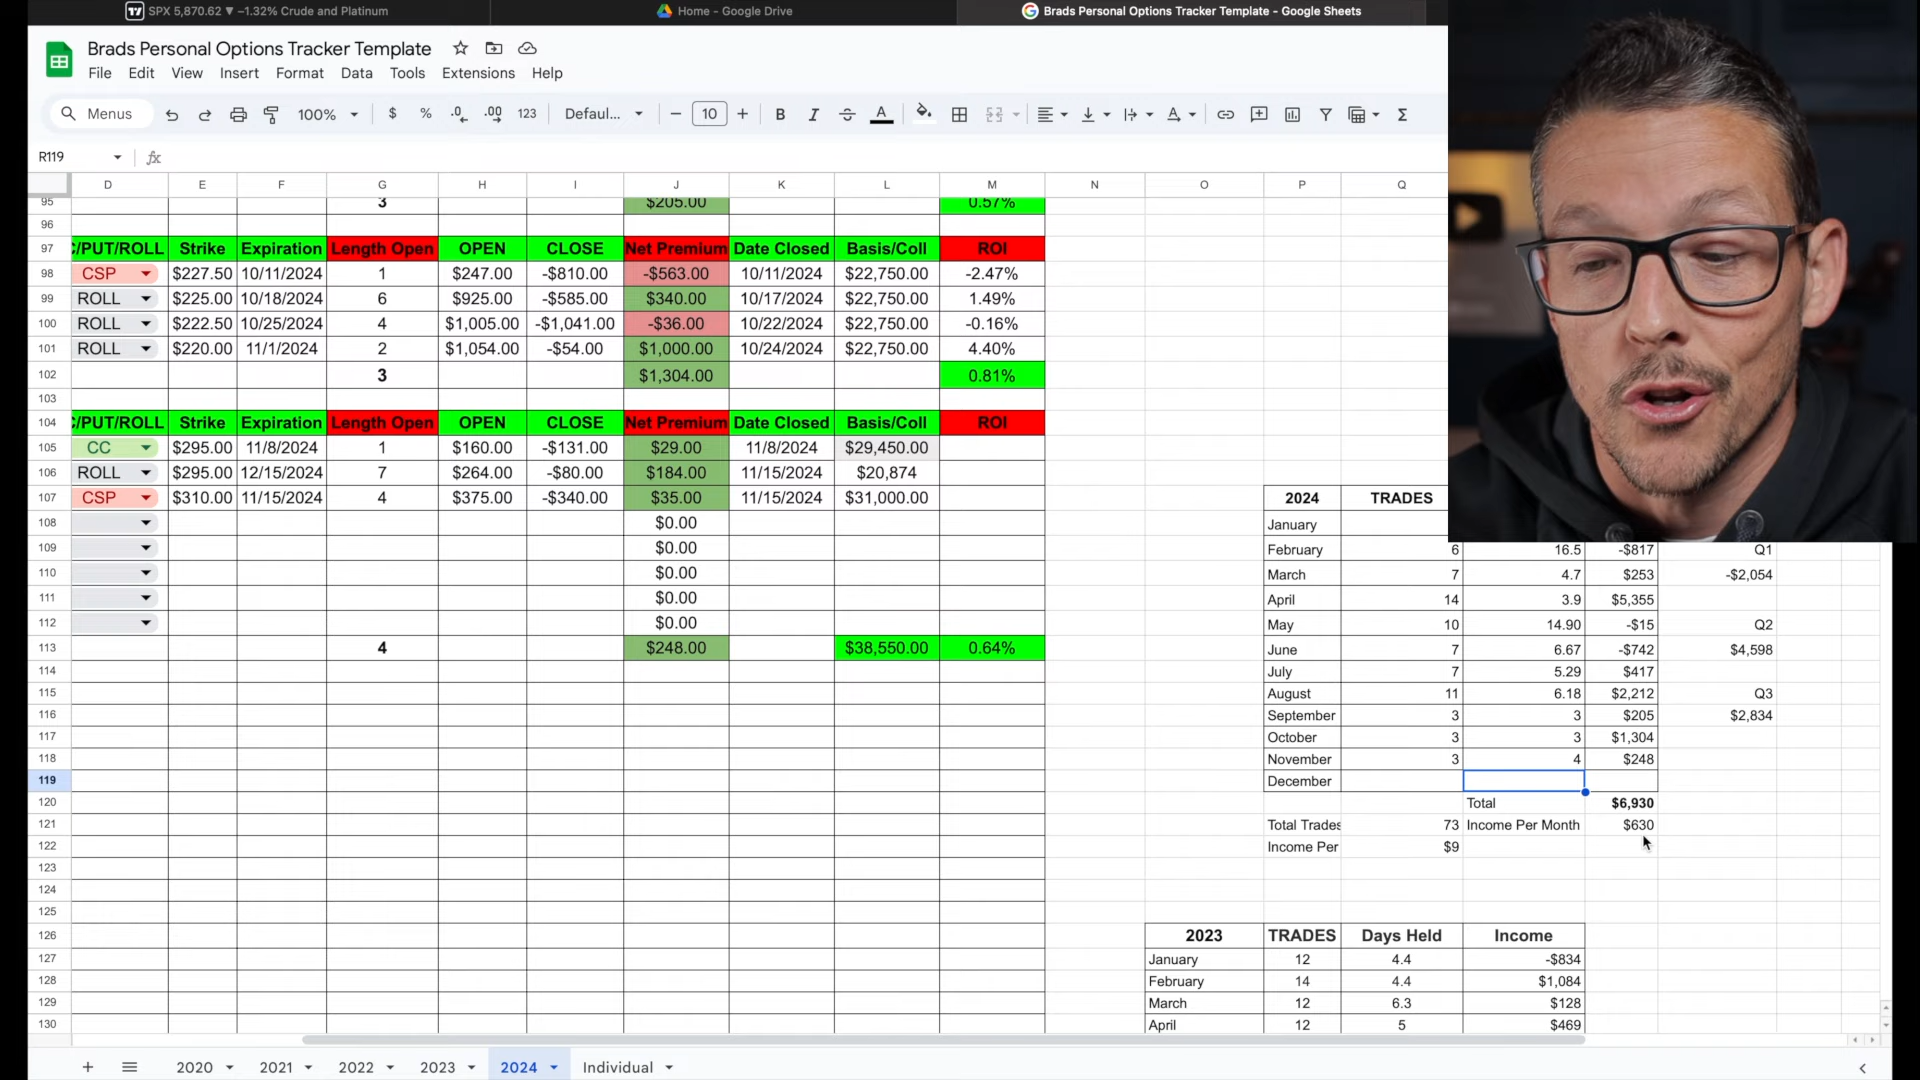 SPX 5,870.62 ▼ −1.32% Crude and Platinum
Home - Google Drive
Brads Personal Options Tracker Template - Google Sheets
Brads Personal Options Tracker Template
File Edit View Insert Format Data Tools Extensions Help
Menus 100% $ % .0 .00 123 Defaul... − 10 + B I A
R119 fx
D E F G H I J K L M N O P Q
95 3 $205.00 0.57%
96
97 C/PUT/ROLL Strike Expiration Length Open OPEN CLOSE Net Premium Date Closed Basis/Coll ROI
98 CSP $227.50 10/11/2024 1 $247.00 -$810.00 -$563.00 10/11/2024 $22,750.00 -2.47%
99 ROLL $225.00 10/18/2024 6 $925.00 -$585.00 $340.00 10/17/2024 $22,750.00 1.49%
100 ROLL $222.50 10/25/2024 4 $1,005.00 -$1,041.00 -$36.00 10/22/2024 $22,750.00 -0.16%
101 ROLL $220.00 11/1/2024 2 $1,054.00 -$54.00 $1,000.00 10/24/2024 $22,750.00 4.40%
102 3 $1,304.00 0.81%
103
104 C/PUT/ROLL Strike Expiration Length Open OPEN CLOSE Net Premium Date Closed Basis/Coll ROI
105 CC $295.00 11/8/2024 1 $160.00 -$131.00 $29.00 11/8/2024 $29,450.00
106 ROLL $295.00 12/15/2024 7 $264.00 -$80.00 $184.00 11/15/2024 $20,874
107 CSP $310.00 11/15/2024 4 $375.00 -$340.00 $35.00 11/15/2024 $31,000.00 2024 TRADES
108 $0.00 January
109 $0.00 February 6 16.5 -$817 Q1
110 $0.00 March 7 4.7 $253 -$2,054
111 $0.00 April 14 3.9 $5,355
112 $0.00 May 10 14.90 -$15 Q2
113 4 $248.00 $38,550.00 0.64% June 7 6.67 -$742 $4,598
114 July 7 5.29 $417
115 August 11 6.18 $2,212 Q3
116 September 3 3 $205 $2,834
117 October 3 3 $1,304
118 November 3 4 $248
119 December
120 Total $6,930
121 Total Trades 73 Income Per Month $630
122 Income Per $9
123
124
125
126 2023 TRADES Days Held Income
127 January 12 4.4 -$834
128 February 14 4.4 $1,084
129 March 12 6.3 $128
130 April 12 5 $469
+ 2020 2021 2022 2023 2024 Individual